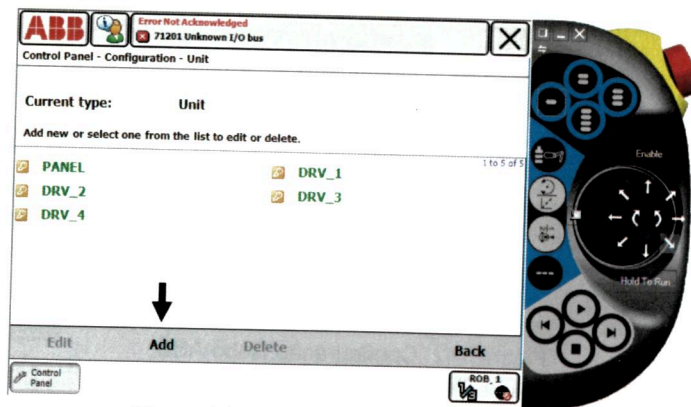 ABB
Error Not Acknowledged
71201 Unknown I/O bus
Control Panel - Configuration - Unit
Current type: Unit
Add new or select one from the list to edit or delete.
1 to 5 of 5
PANEL DRV_1
DRV_2 DRV_3
DRV_4
Enable
Hold To Run
Edit Add Delete Back
Control
Panel
ROB_1
1/3